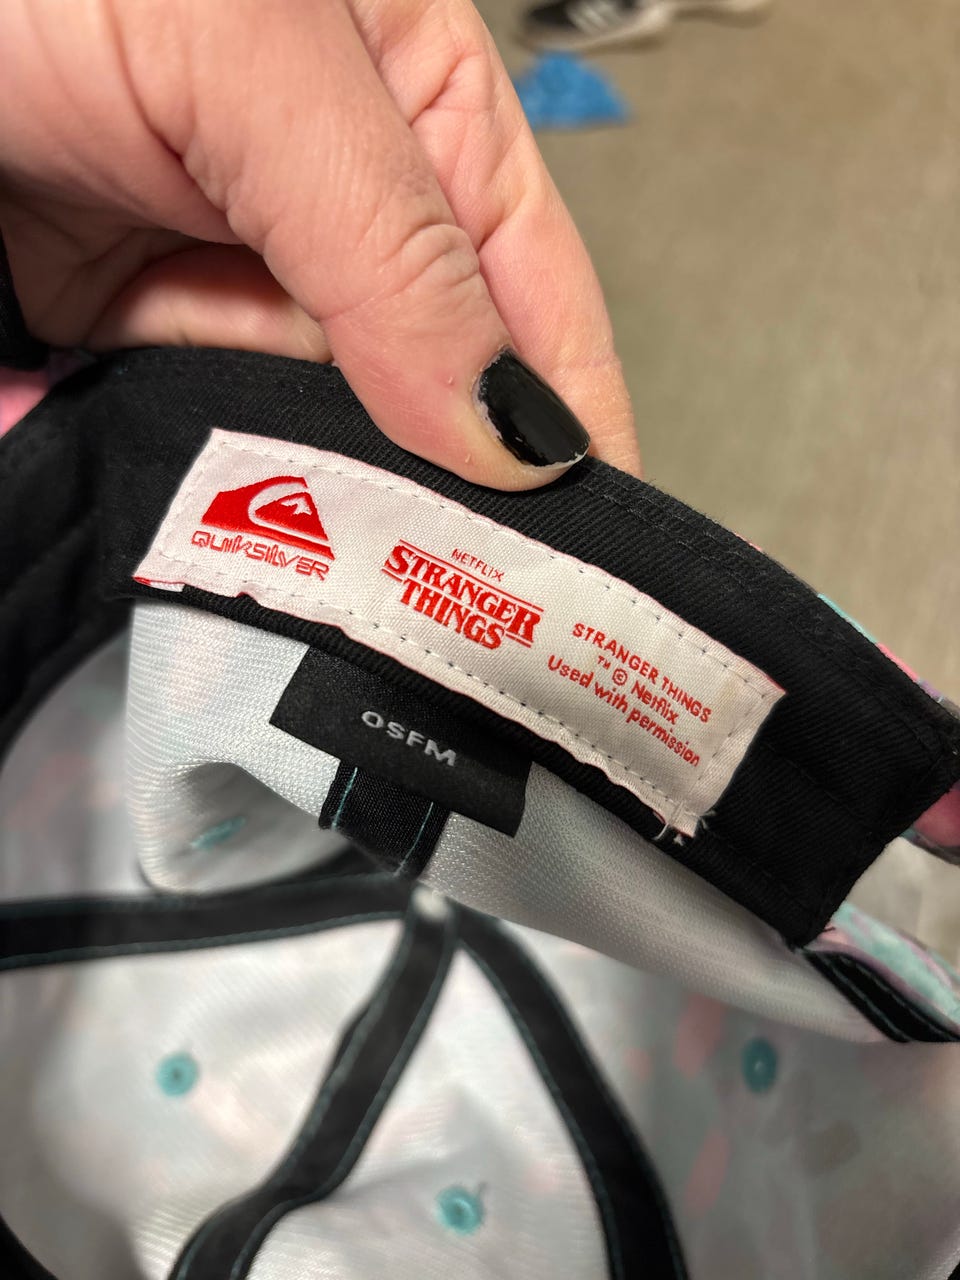 QUIKSILVER
NETFLIX
STRANGER
THINGS
STRANGER THINGS
™ © Netflix
Used with permission
OSFM